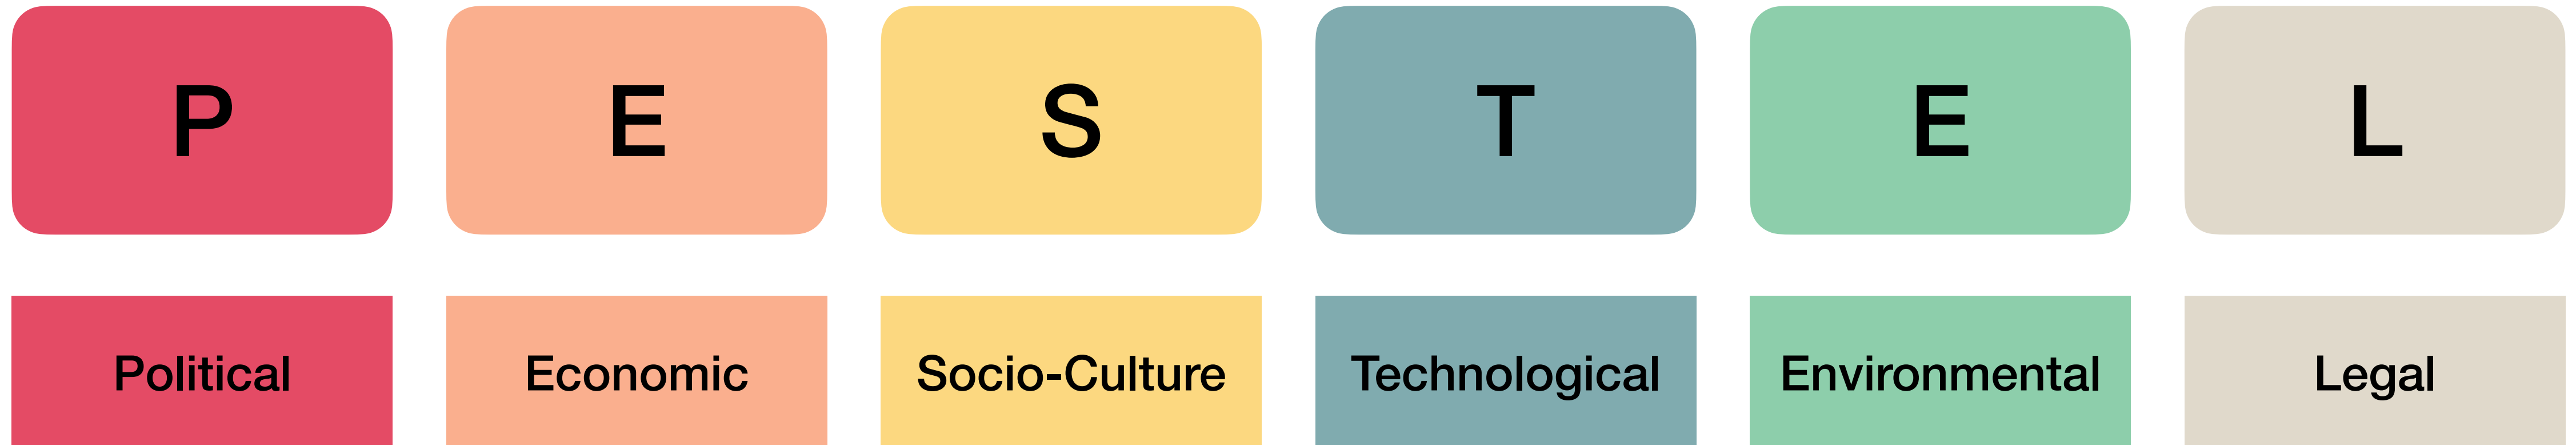 P E S T E L
Political Economic Socio-Culture Technological Environmental Legal